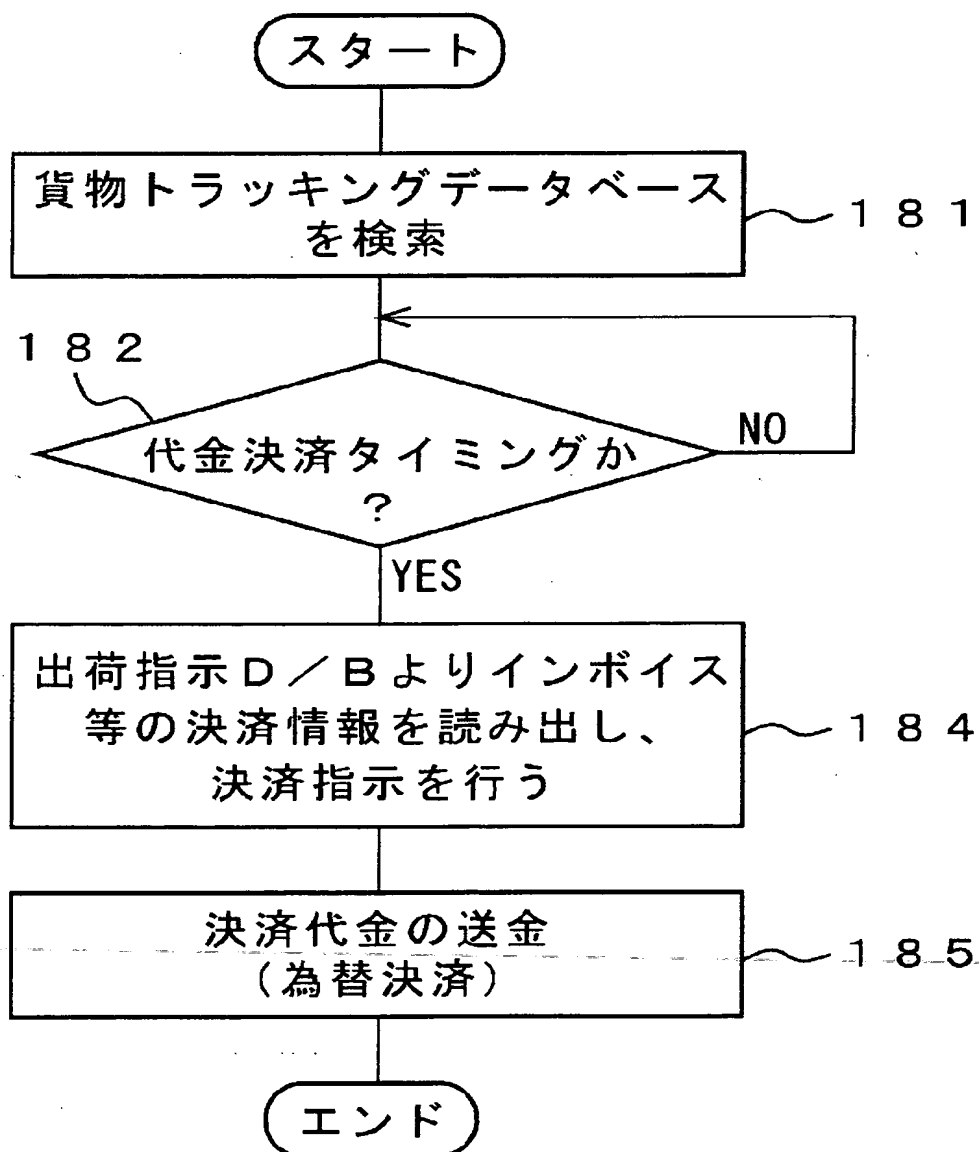 スタート
貨物トラッキングデータベース
を検索
181
182
代金決済タイミングか
?
NO
YES
出荷指示D/Bよりインボイス
等の決済情報を読み出し、
決済指示を行う
184
決済代金の送金
(為替決済)
185
エンド